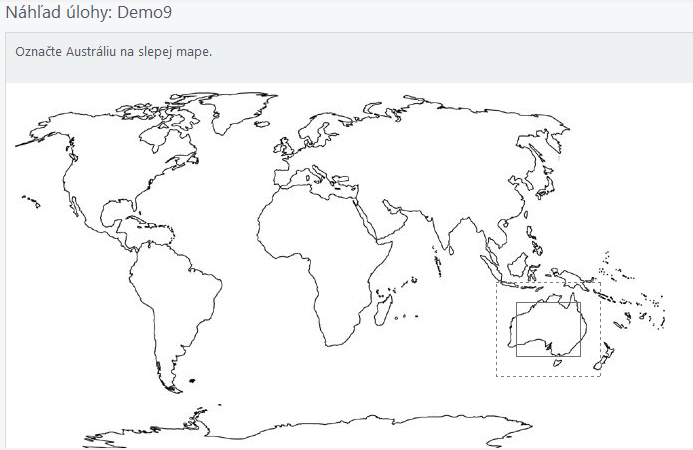 Náhľad úlohy: Demo9
Označte Austráliu na slepej mape.